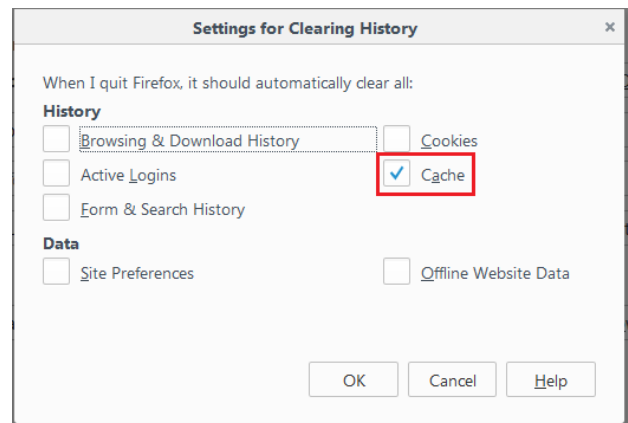 Settings for Clearing History
When I quit Firefox, it should automatically clear all:
History
Browsing & Download History
Cookies
Active Logins
Cache
Form & Search History
Data
Site Preferences
Offline Website Data
OK
Cancel
Help